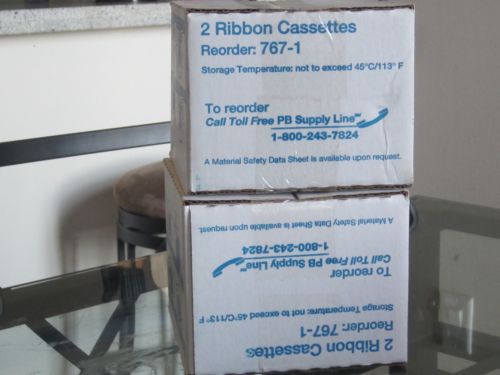 2 Ribbon Cassettes
Reorder: 767-1
Storage Temperature: not to exceed 45°C/113° F
To reorder
Call Toll Free PB Supply Line℠
1-800-243-7824
A Material Safety Data Sheet is available upon request.
2 Ribbon Cassettes
Reorder: 767-1
Storage Temperature: not to exceed 45°C/113° F
To reorder
Call Toll Free PB Supply Line℠
1-800-243-7824
A Material Safety Data Sheet is available upon request.